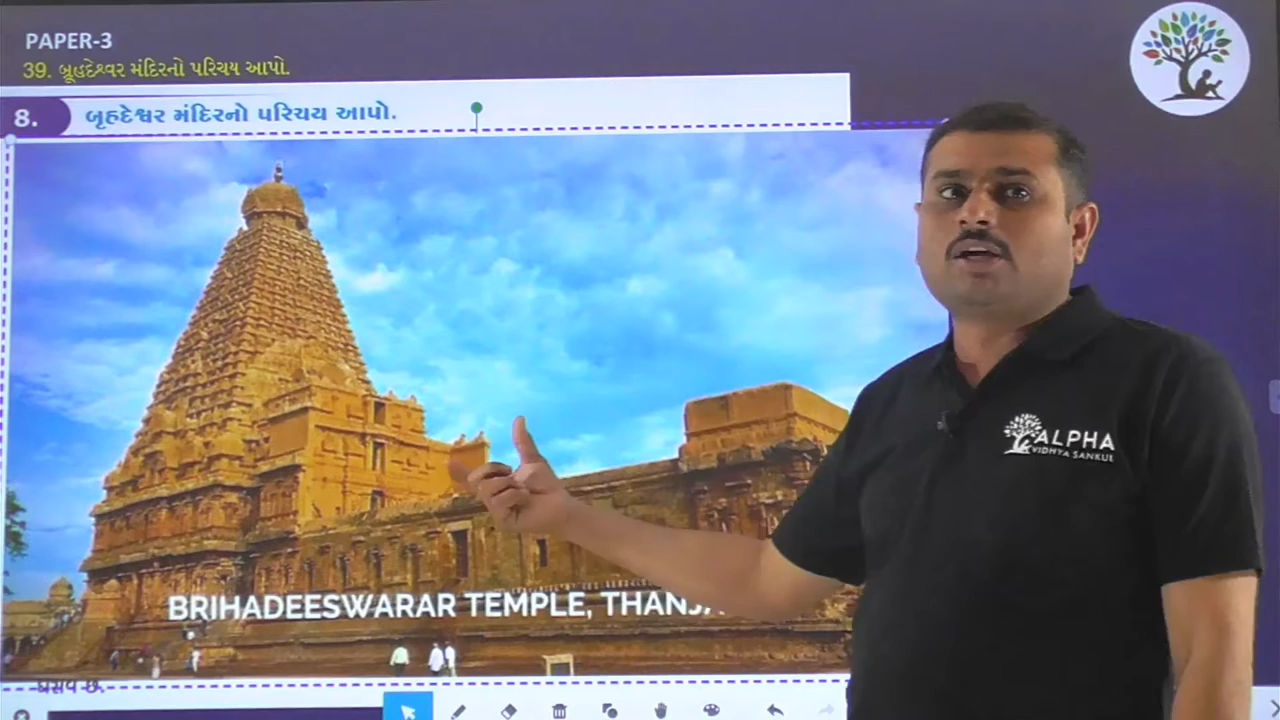 PAPER-3
39. બૃહદેશ્વર મંદિરનો પરિચય આપો.
8. બૃહદેશ્વર મંદિરનો પરિચય આપો.
ALPHA
VIDHYA SANKUL
BRIHADEESWARAR TEMPLE,